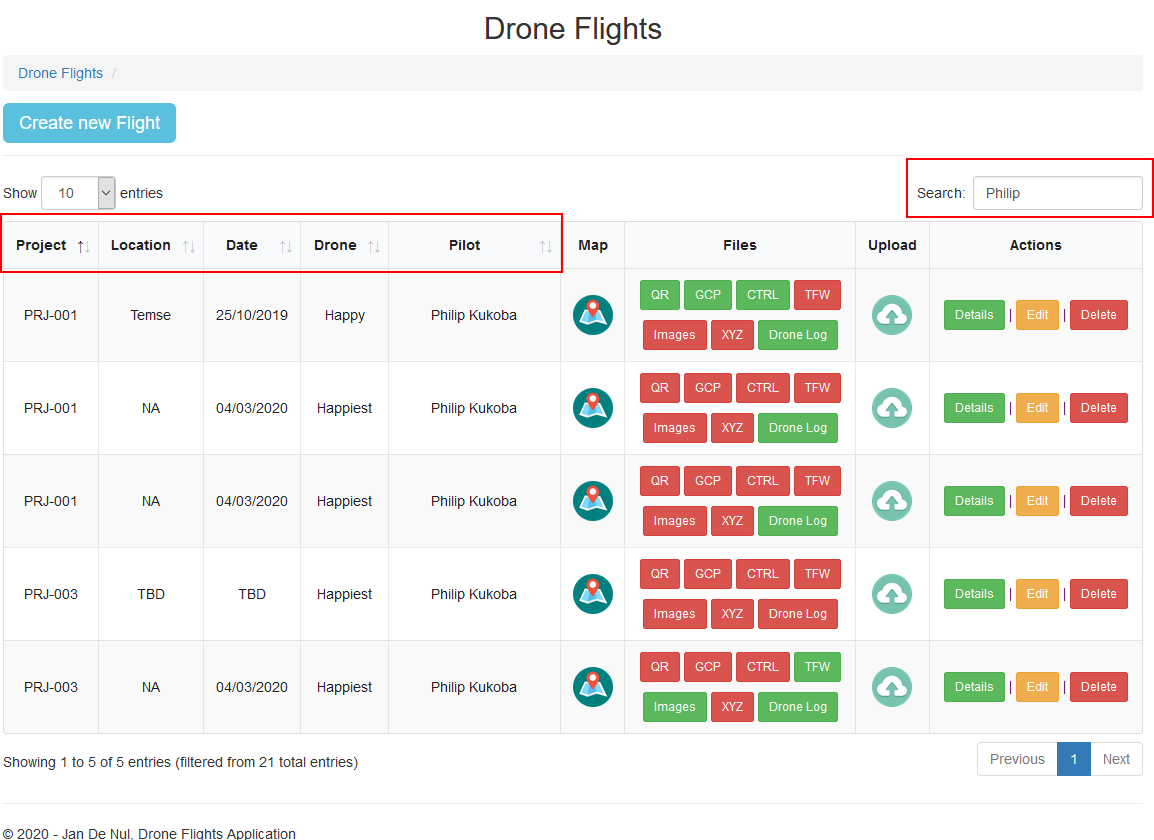 Drone Flights
Drone Flights /
Create new Flight
Show 10 entries Search: Philip
Project Location Date Drone Pilot Map Files Upload Actions
QR GCP CTRL TFW
PRJ-001 Temse 25/10/2019 Happy Philip Kukoba Details | Edit | Delete
Images XYZ Drone Log
QR GCP CTRL TFW
PRJ-001 NA 04/03/2020 Happiest Philip Kukoba Details | Edit | Delete
Images XYZ Drone Log
QR GCP CTRL TFW
PRJ-001 NA 04/03/2020 Happiest Philip Kukoba Details | Edit | Delete
Images XYZ Drone Log
QR GCP CTRL TFW
PRJ-003 TBD TBD Happiest Philip Kukoba Details | Edit | Delete
Images XYZ Drone Log
QR GCP CTRL TFW
PRJ-003 NA 04/03/2020 Happiest Philip Kukoba Details | Edit | Delete
Images XYZ Drone Log
Showing 1 to 5 of 5 entries (filtered from 21 total entries) Previous 1 Next
© 2020 - Jan De Nul, Drone Flights Application